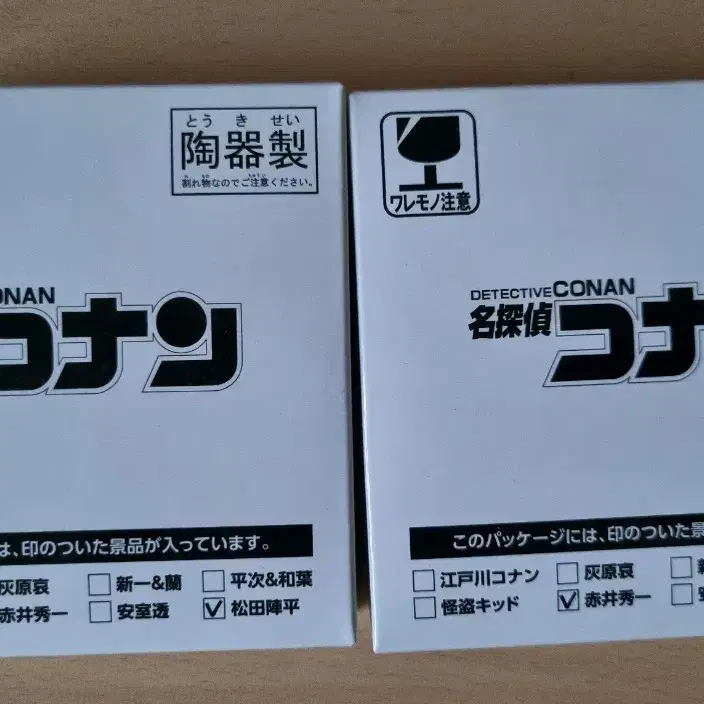 とうきせい
陶器製
割れ物なのでご注意ください。
ONAN
コナン
は、印のついた景品が入っています。
灰原哀 新一&蘭 平次&和葉
赤井秀一 安室透 松田陣平
ワレモノ注意
DETECTIVE CONAN
名探偵コナ
このパッケージには、印のついた景
江戸川コナン 灰原哀
怪盗キッド 赤井秀一